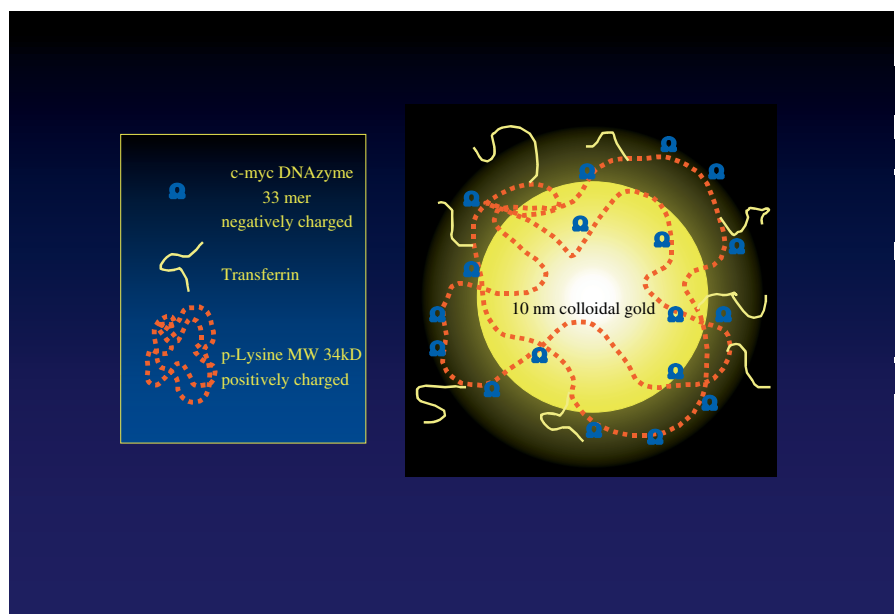 c-myc DNAzyme
33 mer
negatively charged
Transferrin
p-Lysine MW 34kD
positively charged
10 nm colloidal gold